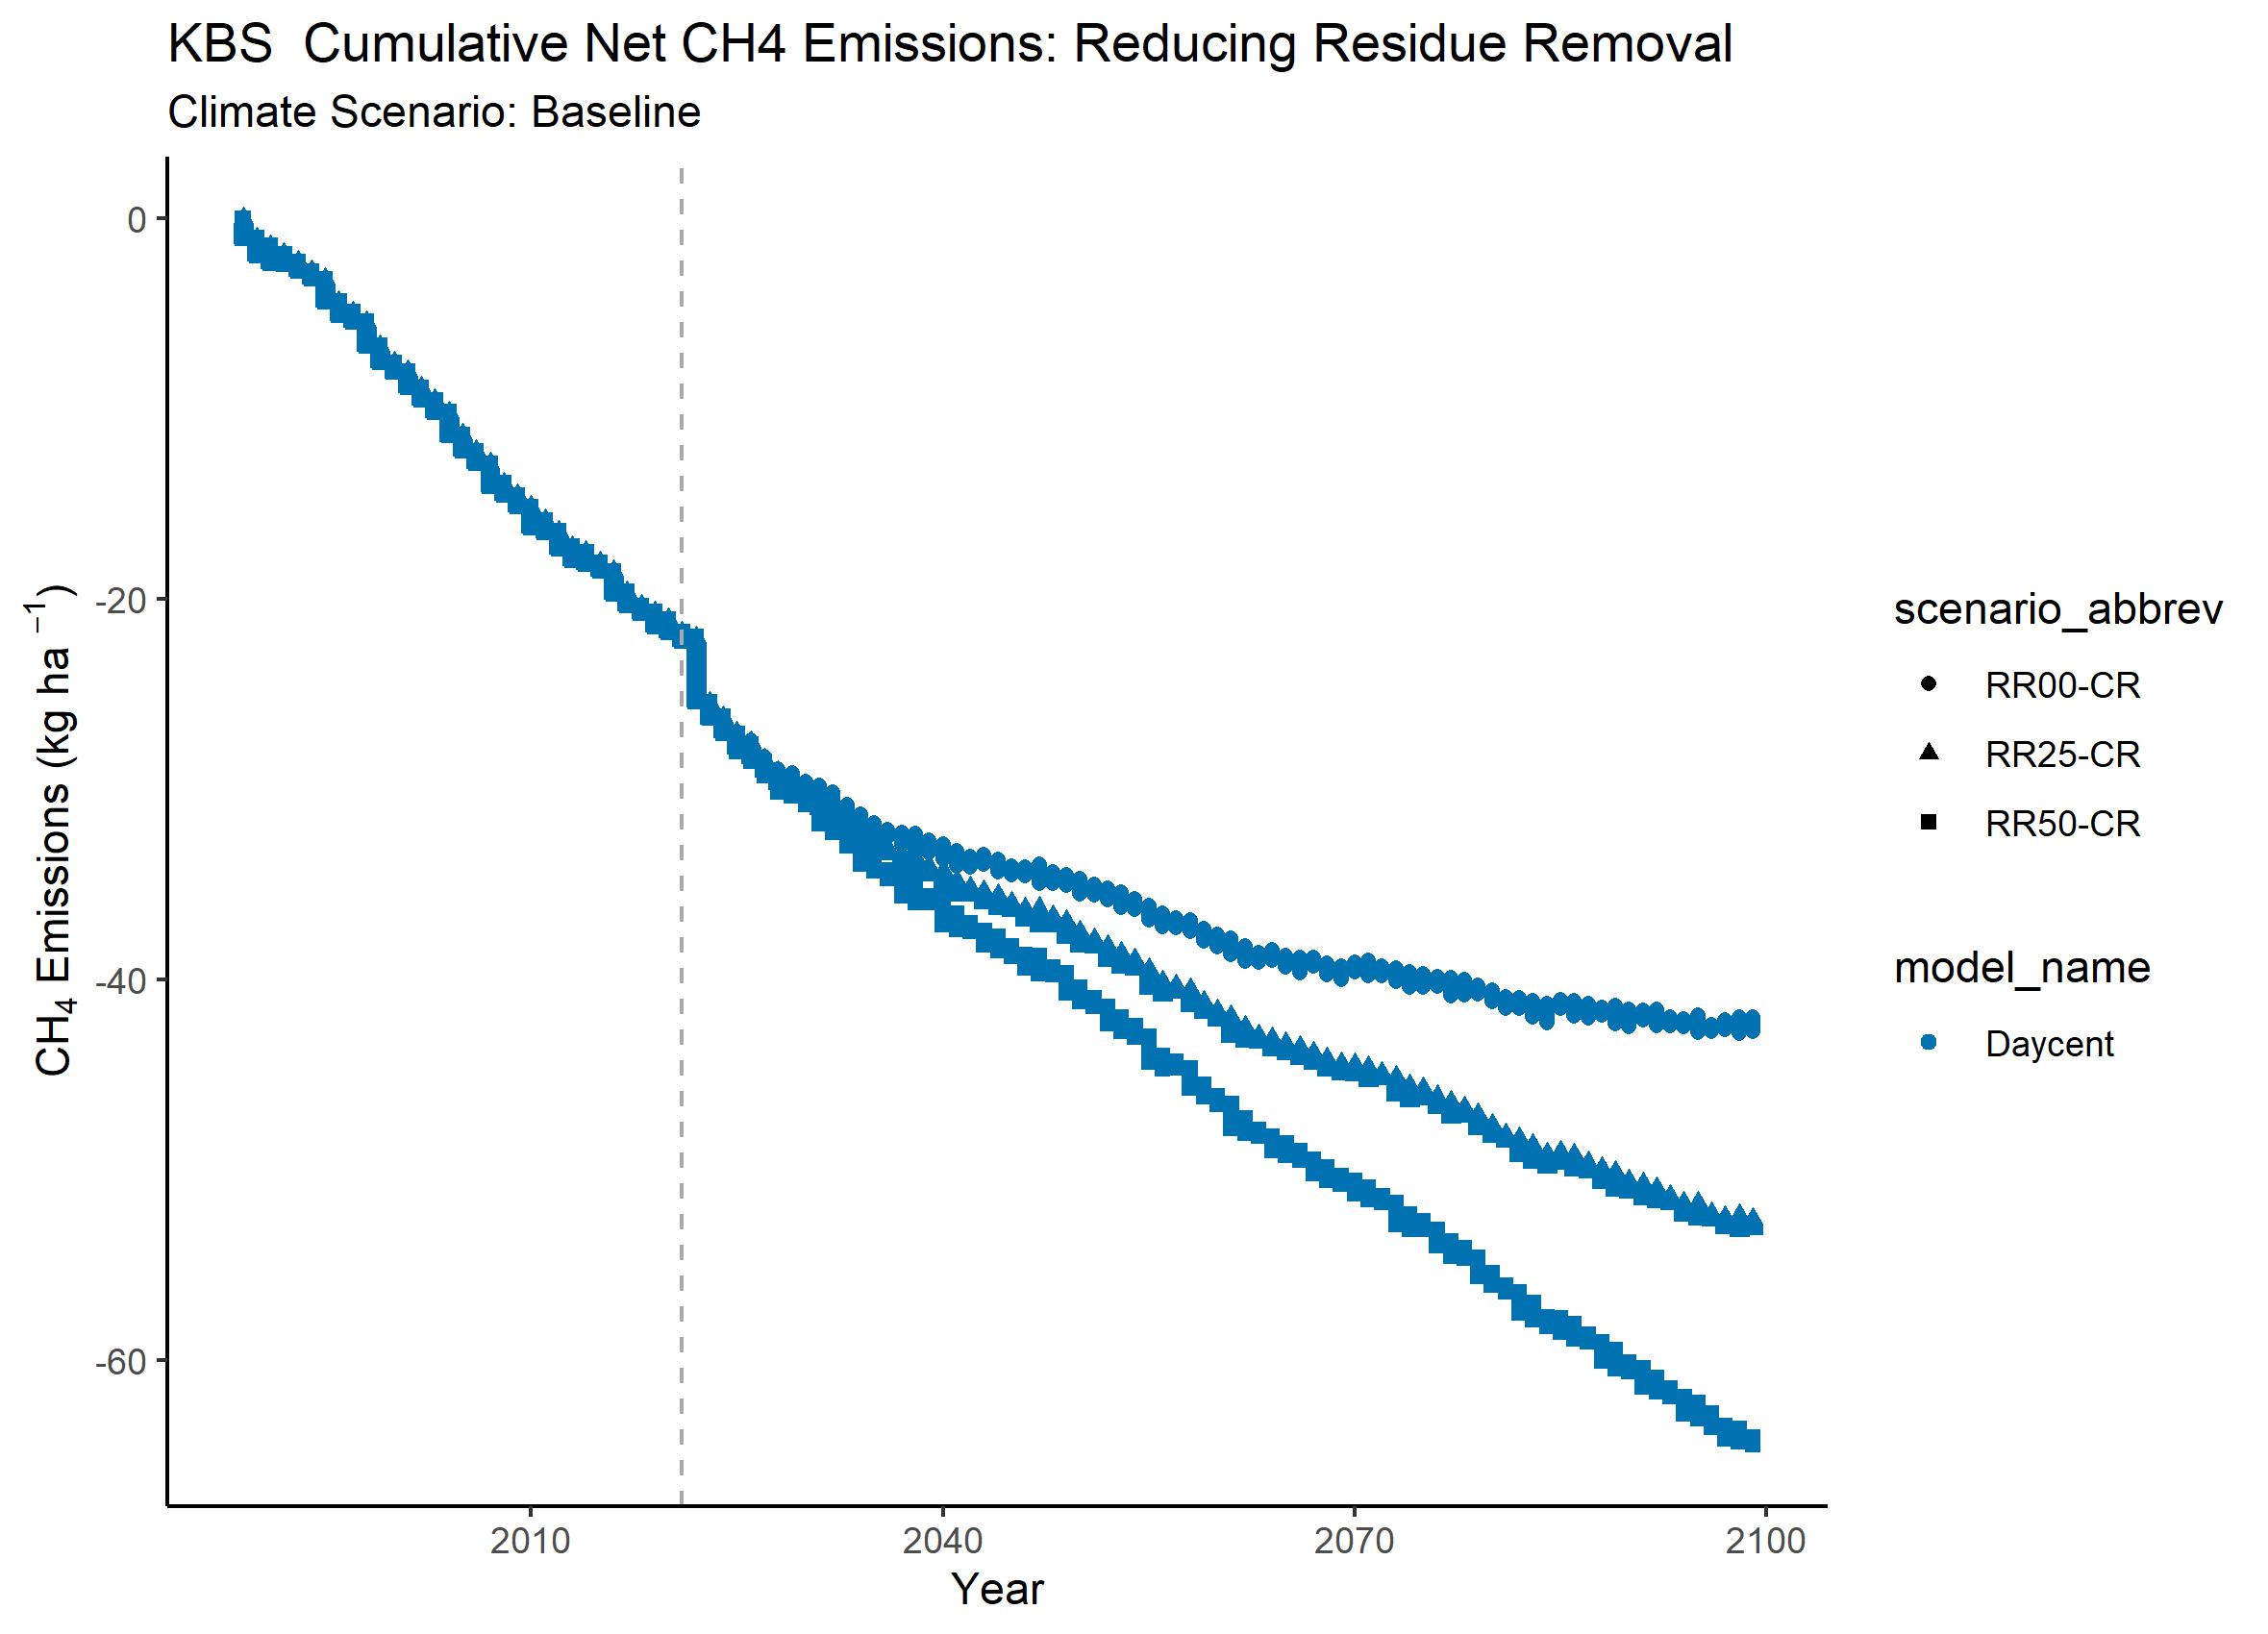 KBS  Cumulative Net CH4 Emissions: Reducing Residue Removal
Climate Scenario: Baseline
CH₄ Emissions (kg ha ⁻¹)
0
-20
-40
-60
2010
2040
2070
2100
Year
scenario_abbrev
RR00-CR
RR25-CR
RR50-CR
model_name
Daycent